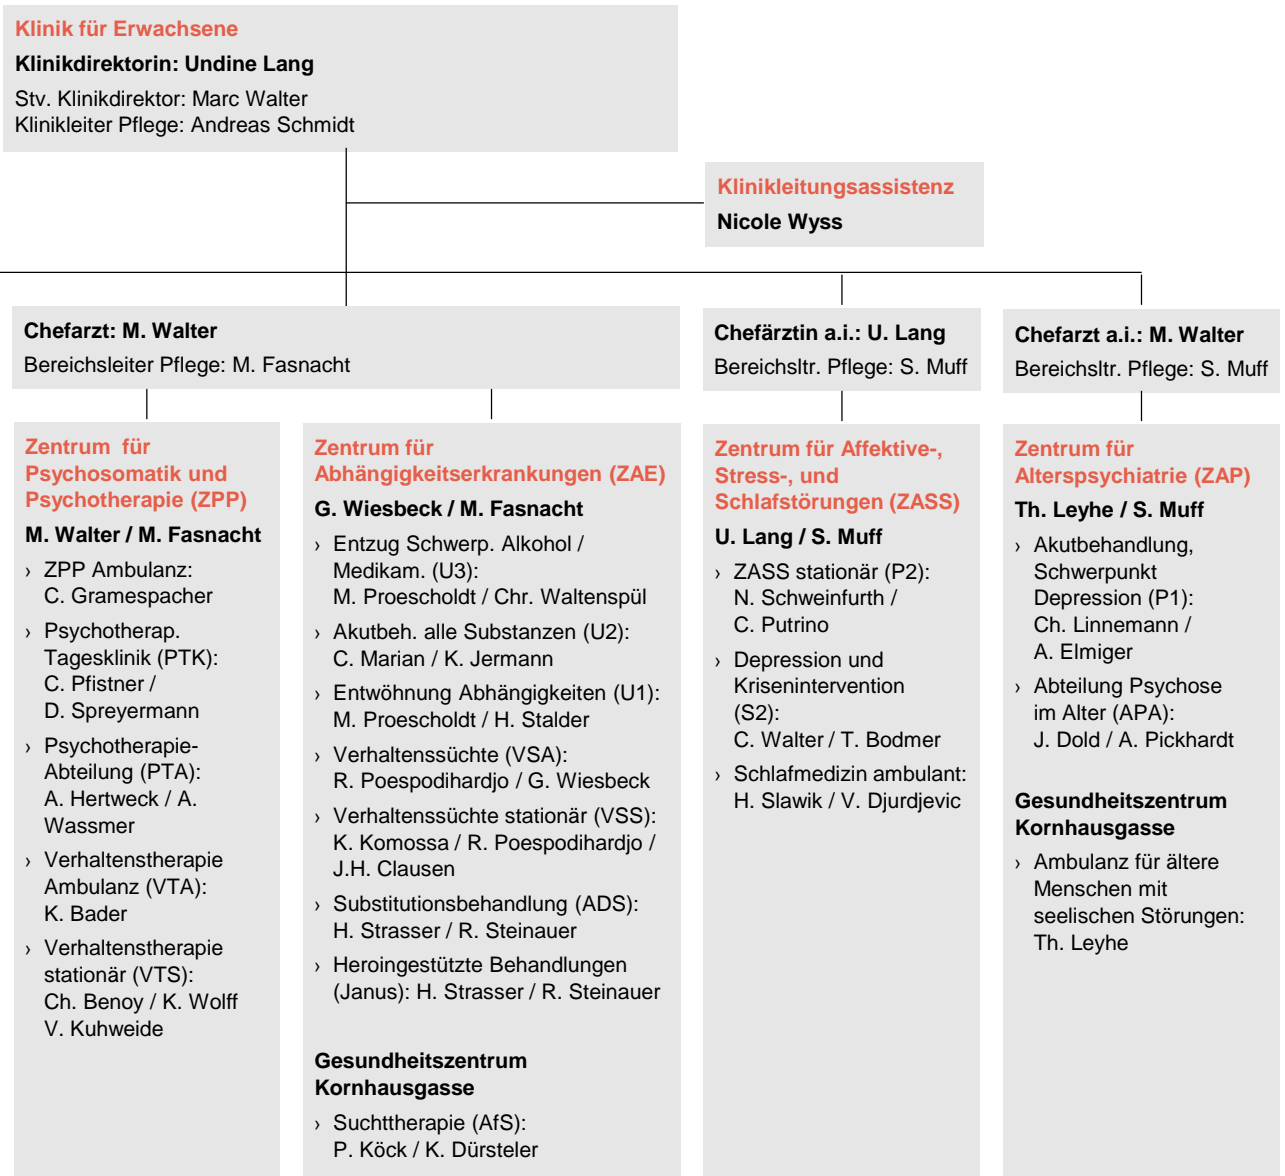 Klinik für Erwachsene
Klinikdirektorin: Undine Lang
Stv. Klinikdirektor: Marc Walter
Klinikleiter Pflege: Andreas Schmidt
Klinikleitungsassistenz
Nicole Wyss
Chefarzt: M. Walter
Bereichsleiter Pflege: M. Fasnacht
Chefärztin a.i.: U. Lang
Bereichsltr. Pflege: S. Muff
Chefarzt a.i.: M. Walter
Bereichsltr. Pflege: S. Muff
Zentrum für
Psychosomatik und
Psychotherapie (ZPP)
M. Walter / M. Fasnacht
› ZPP Ambulanz:
C. Gramespacher
› Psychotherap.
Tagesklinik (PTK):
C. Pfistner /
D. Spreyermann
› Psychotherapie-
Abteilung (PTA):
A. Hertweck / A.
Wassmer
› Verhaltenstherapie
Ambulanz (VTA):
K. Bader
› Verhaltenstherapie
stationär (VTS):
Ch. Benoy / K. Wolff
V. Kuhweide
Zentrum für
Abhängigkeitserkrankungen (ZAE)
G. Wiesbeck / M. Fasnacht
› Entzug Schwerp. Alkohol /
Medikam. (U3):
M. Proescholdt / Chr. Waltenspül
› Akutbeh. alle Substanzen (U2):
C. Marian / K. Jermann
› Entwöhnung Abhängigkeiten (U1):
M. Proescholdt / H. Stalder
› Verhaltenssüchte (VSA):
R. Poespodihardjo / G. Wiesbeck
› Verhaltenssüchte stationär (VSS):
K. Komossa / R. Poespodihardjo /
J.H. Clausen
› Substitutionsbehandlung (ADS):
H. Strasser / R. Steinauer
› Heroingestützte Behandlungen
(Janus): H. Strasser / R. Steinauer
Gesundheitszentrum
Kornhausgasse
› Suchttherapie (AfS):
P. Köck / K. Dürsteler
Zentrum für Affektive-,
Stress-, und
Schlafstörungen (ZASS)
U. Lang / S. Muff
› ZASS stationär (P2):
N. Schweinfurth /
C. Putrino
› Depression und
Krisenintervention
(S2):
C. Walter / T. Bodmer
› Schlafmedizin ambulant:
H. Slawik / V. Djurdjevic
Zentrum für
Alterspsychiatrie (ZAP)
Th. Leyhe / S. Muff
› Akutbehandlung,
Schwerpunkt
Depression (P1):
Ch. Linnemann /
A. Elmiger
› Abteilung Psychose
im Alter (APA):
J. Dold / A. Pickhardt
Gesundheitszentrum
Kornhausgasse
› Ambulanz für ältere
Menschen mit
seelischen Störungen:
Th. Leyhe